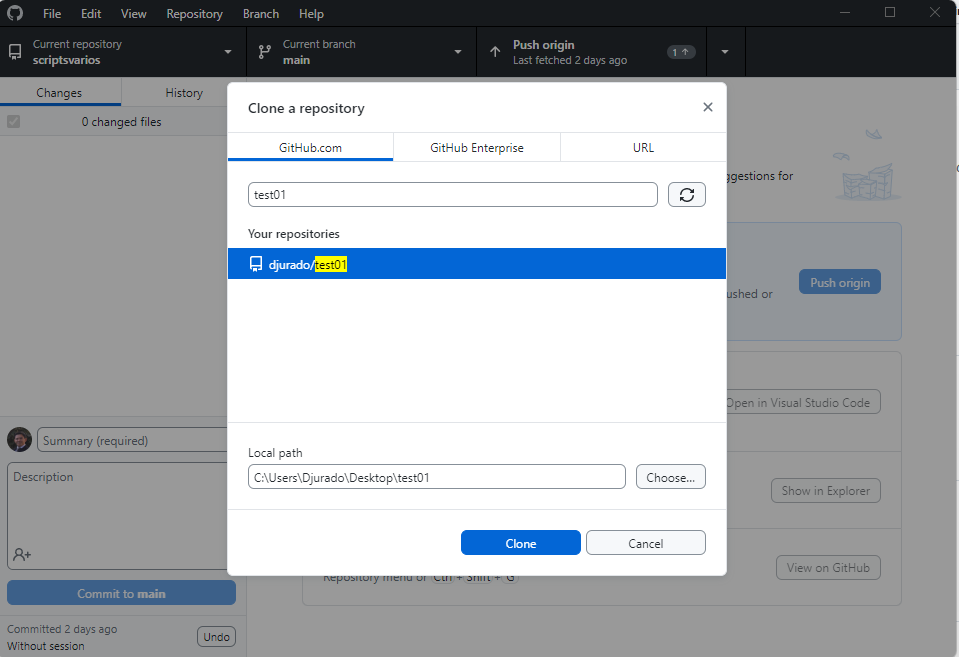 File Edit View Repository Branch Help
Current repository
scriptsvarios
Current branch
main
Push origin
Last fetched 2 days ago
1
Changes History
0 changed files
Clone a repository
GitHub.com GitHub Enterprise URL
test01
Your repositories
djurado/test01
Local path
C:\Users\Djurado\Desktop\test01
Choose...
Clone Cancel
ggestions for
Push origin
ushed or
Open in Visual Studio Code
Show in Explorer
View on GitHub
Repository menu or Ctrl + Shift + G
Summary (required)
Description
Commit to main
Committed 2 days ago
Without session
Undo